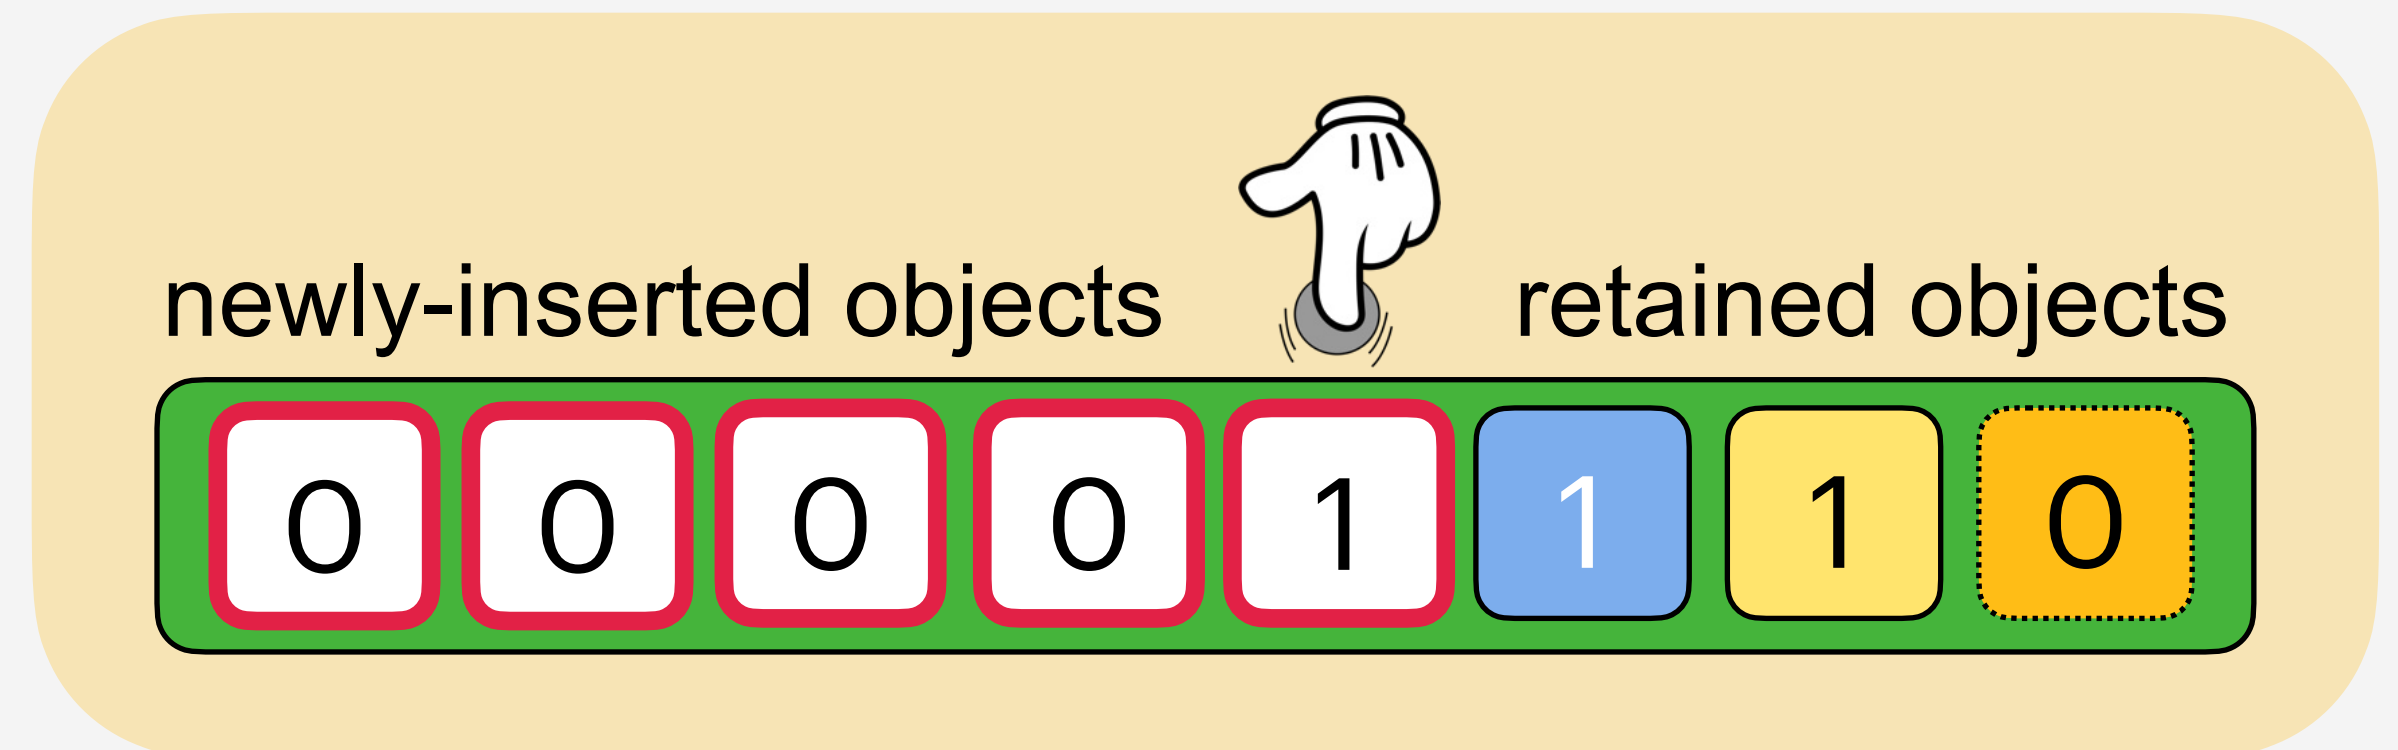 newly-inserted objects retained objects
0 0 0 0 1 1 1 0